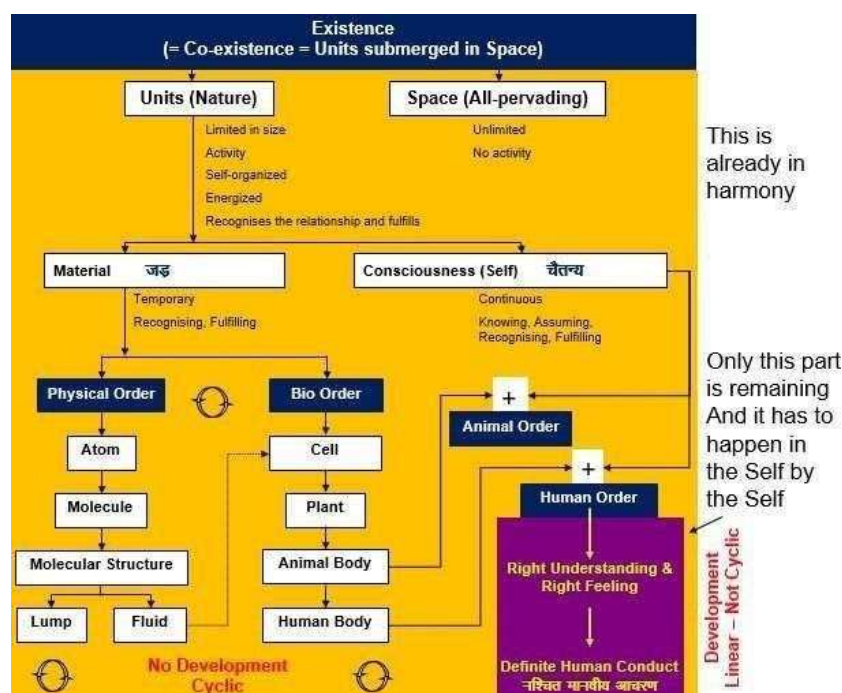 Existence
(= Co-existence = Units submerged in Space)
Units (Nature)
Space (All-pervading)
Limited in size
Activity
Self-organized
Energized
Recognises the relationship and fulfills
Unlimited
No activity
This is
already in
harmony
Material जड़
Consciousness (Self) चैतन्य
Temporary
Recognising, Fulfilling
Continuous
Knowing, Assuming,
Recognising, Fulfilling
Physical Order
Bio Order
+
Animal Order
Only this part
is remaining
And it has to
happen in
the Self by
the Self
Atom
Cell
+
Human Order
Molecule
Plant
Molecular Structure
Animal Body
Lump
Fluid
Human Body
Right Understanding &
Right Feeling
Definite Human Conduct
निश्चित मानवीय आचरण
No Development
Cyclic
Development
Linear – Not Cyclic